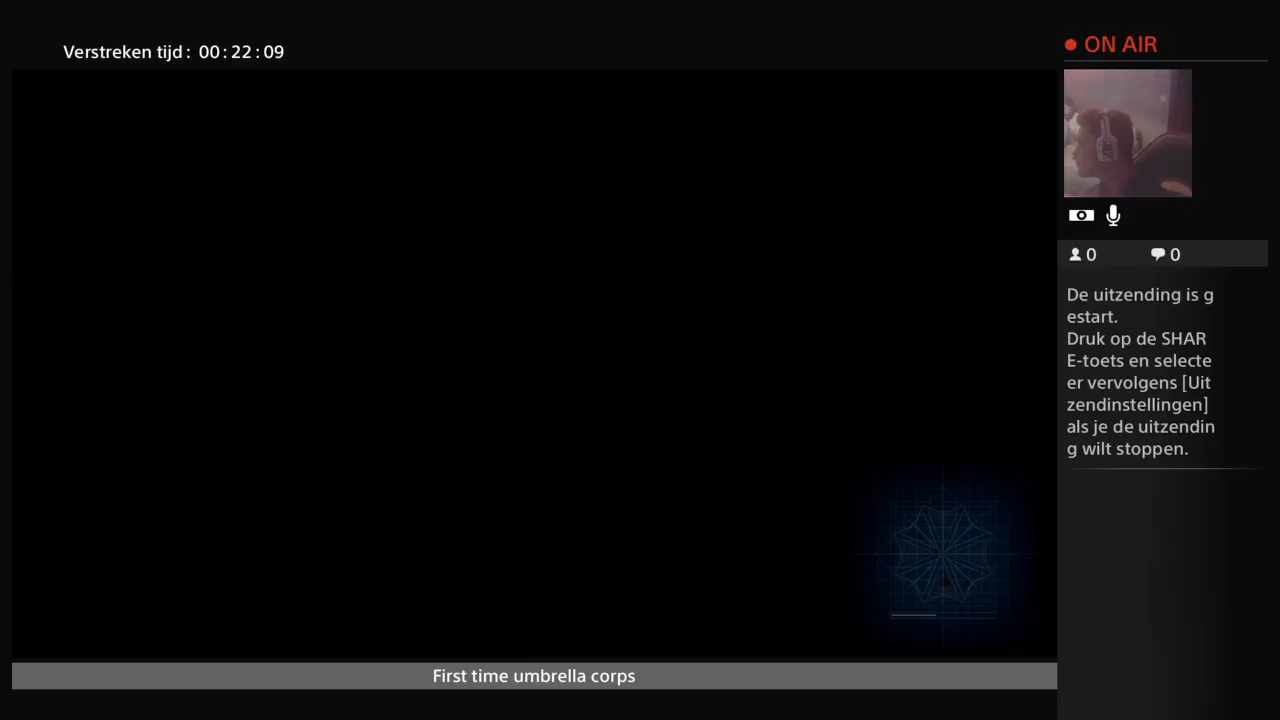 Verstreken tijd : 00 : 22 : 09
ON AIR
0 0
De uitzending is g
estart.
Druk op de SHAR
E-toets en selecte
er vervolgens [Uit
zendinstellingen]
als je de uitzendin
g wilt stoppen.
First time umbrella corps